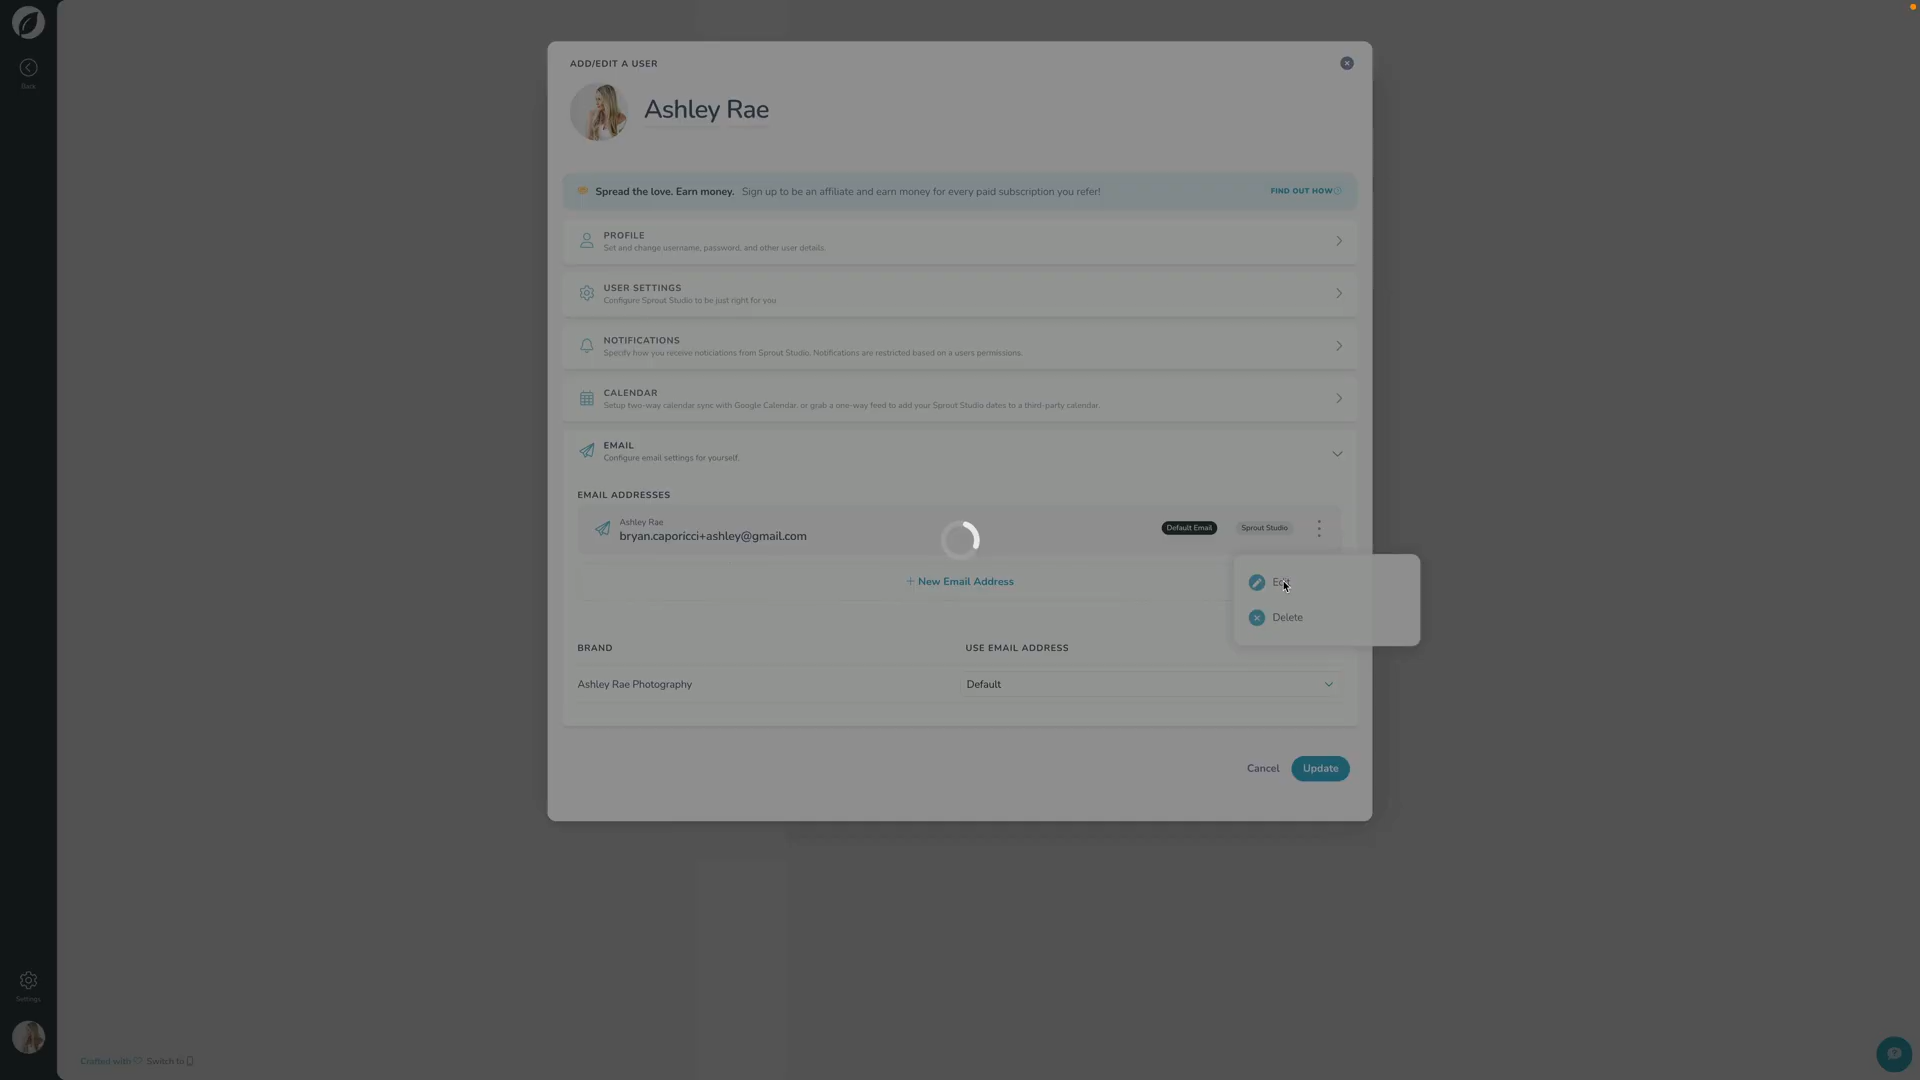 Back
ADD/EDIT A USER
Ashley Rae
Spread the love. Earn money. Sign up to be an affiliate and earn money for every paid subscription you refer!
FIND OUT HOW
PROFILE
Set and change username, password, and other user details.
USER SETTINGS
Configure Sprout Studio to be just right for you
NOTIFICATIONS
Specify how you receive noticiations from Sprout Studio. Notifications are restricted based on a users permissions.
CALENDAR
Setup two-way calendar sync with Google Calendar, or grab a one-way feed to add your Sprout Studio dates to a third-party calendar.
EMAIL
Configure email settings for yourself.
EMAIL ADDRESSES
Ashley Rae
bryan.caporicci+ashley@gmail.com
Default Email
Sprout Studio
+ New Email Address
Edit
Delete
BRAND
USE EMAIL ADDRESS
Ashley Rae Photography
Default
Cancel
Update
Settings
Crafted with
Switch to